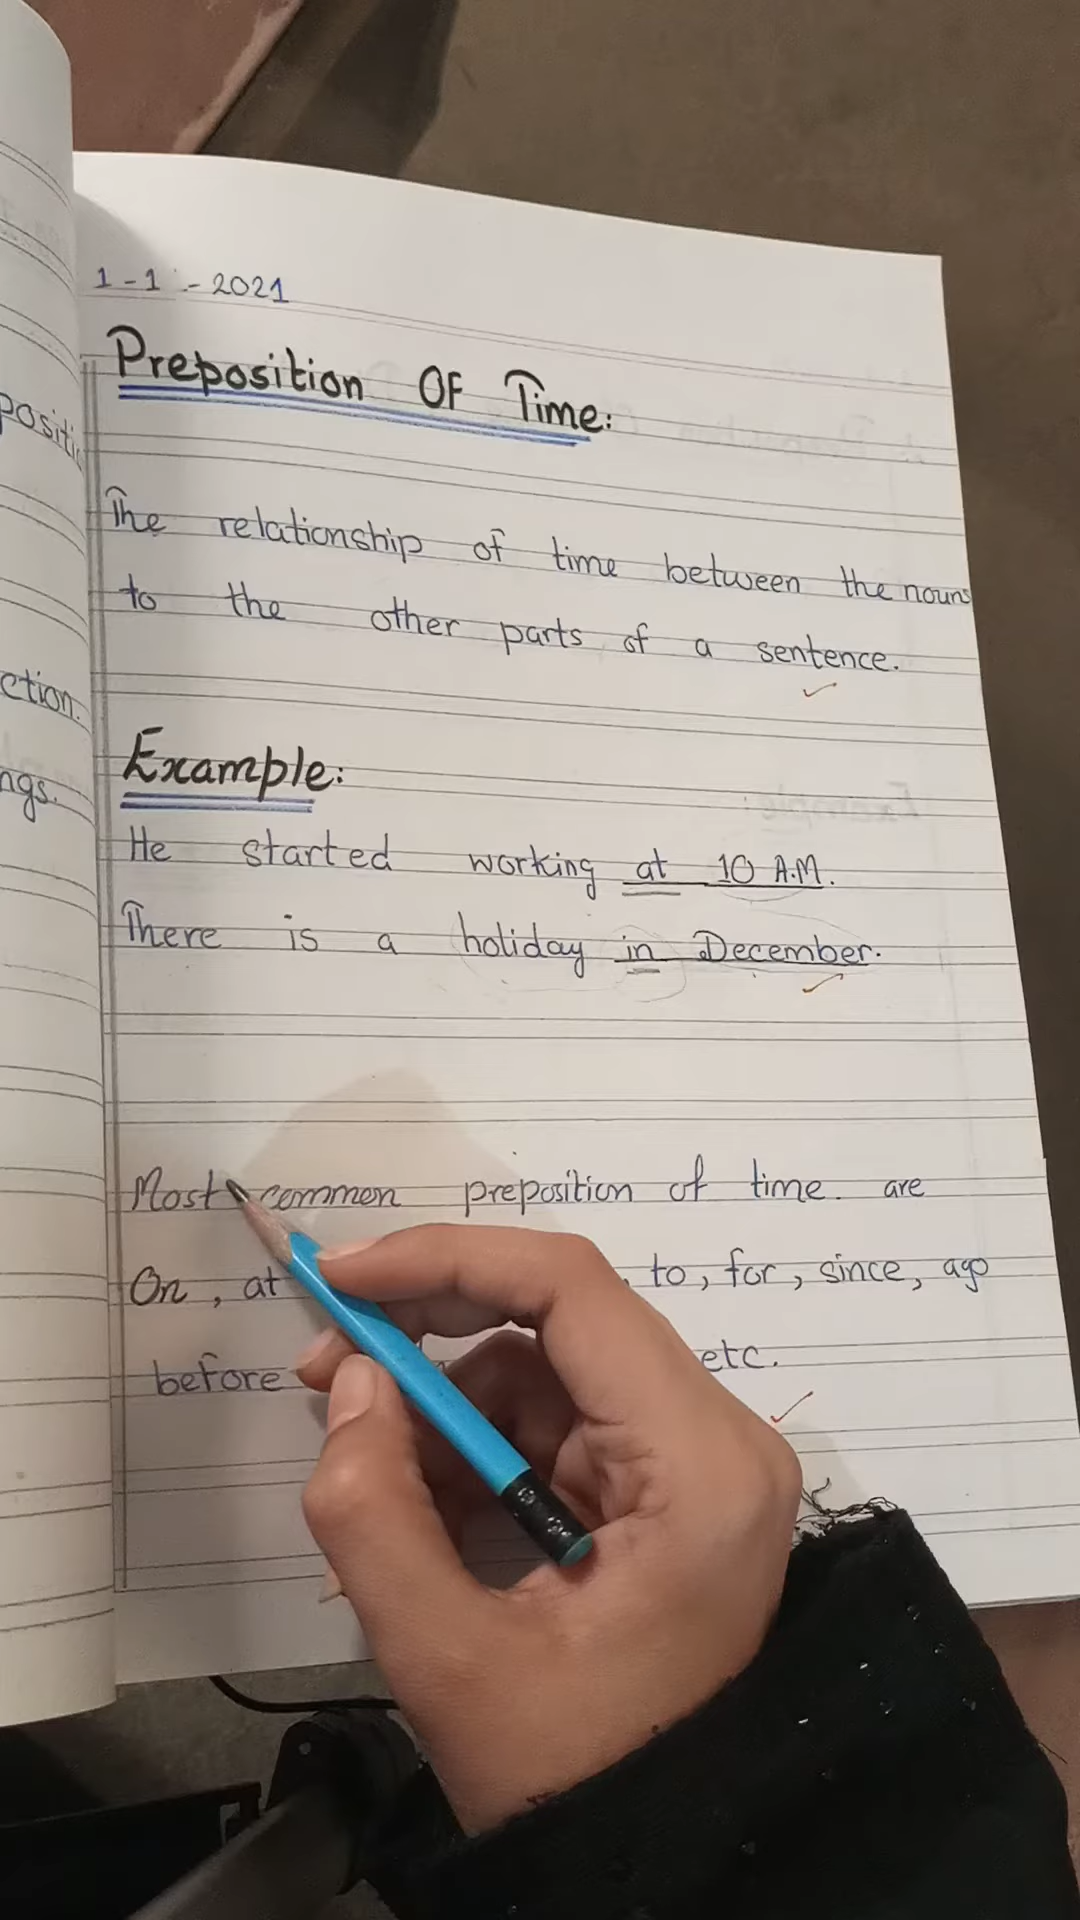 1-1-2021
Preposition Of Time:
The relationship of time between the nouns
to the other parts of a sentence.
Example:
He started working at 10 A.M.
There is a holiday in December.
Most common preposition of time are
On, at to, for, since, ago
before etc.